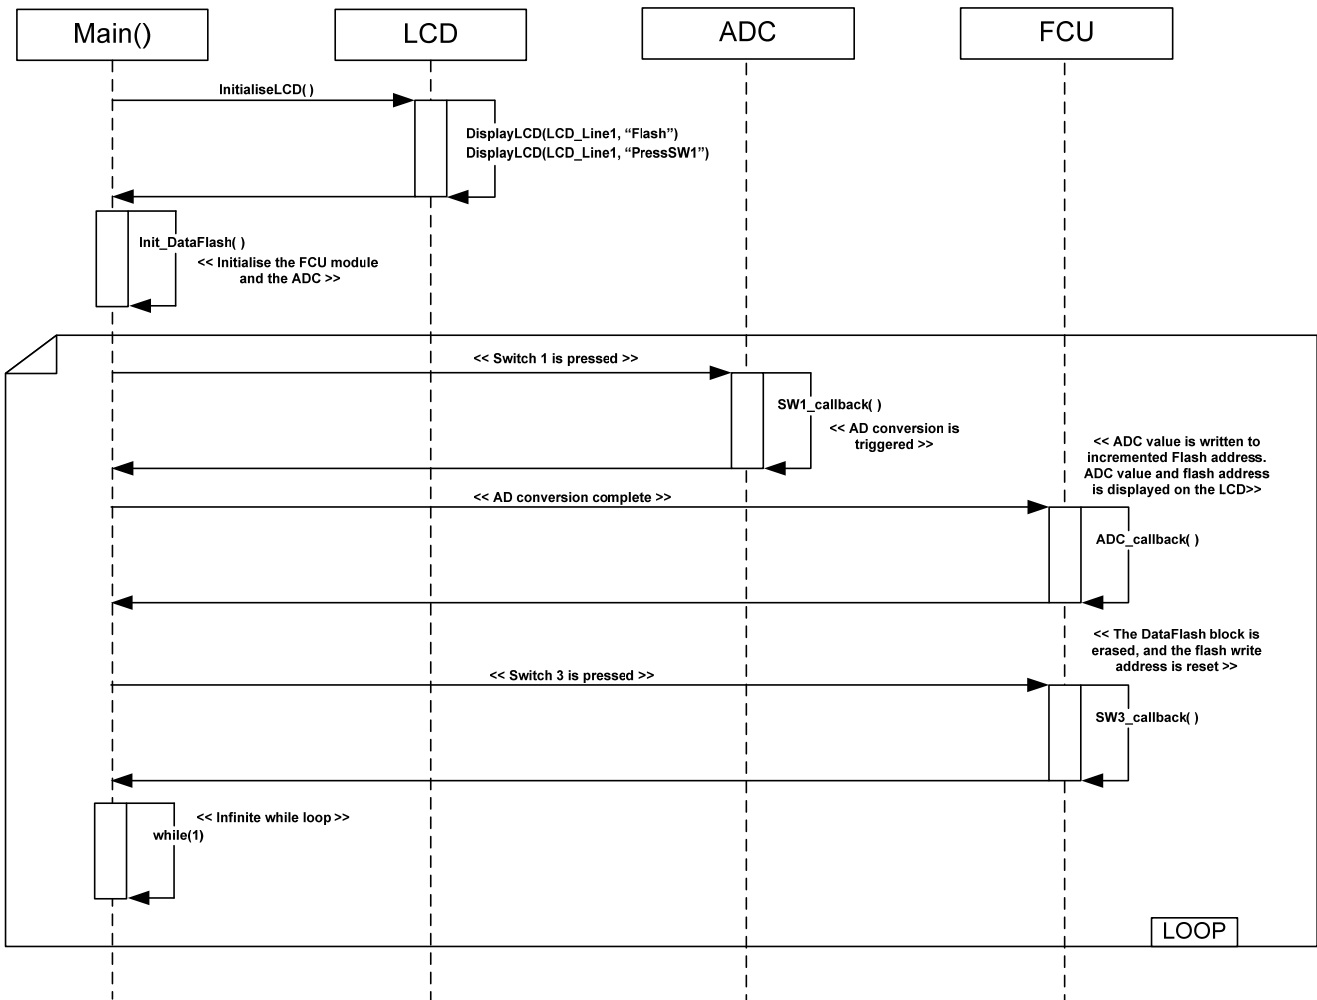 Main()
LCD
ADC
FCU
InitialiseLCD( )
DisplayLCD(LCD_Line1, “Flash”)
DisplayLCD(LCD_Line1, “PressSW1”)
Init_DataFlash( )
<< Initialise the FCU module
and the ADC >>
<< Switch 1 is pressed >>
SW1_callback( )
<< AD conversion is
triggered >>
<< ADC value is written to
incremented Flash address.
ADC value and flash address
is displayed on the LCD>>
<< AD conversion complete >>
ADC_callback( )
<< The DataFlash block is
erased, and the flash write
address is reset >>
<< Switch 3 is pressed >>
SW3_callback( )
<< Infinite while loop >>
while(1)
LOOP